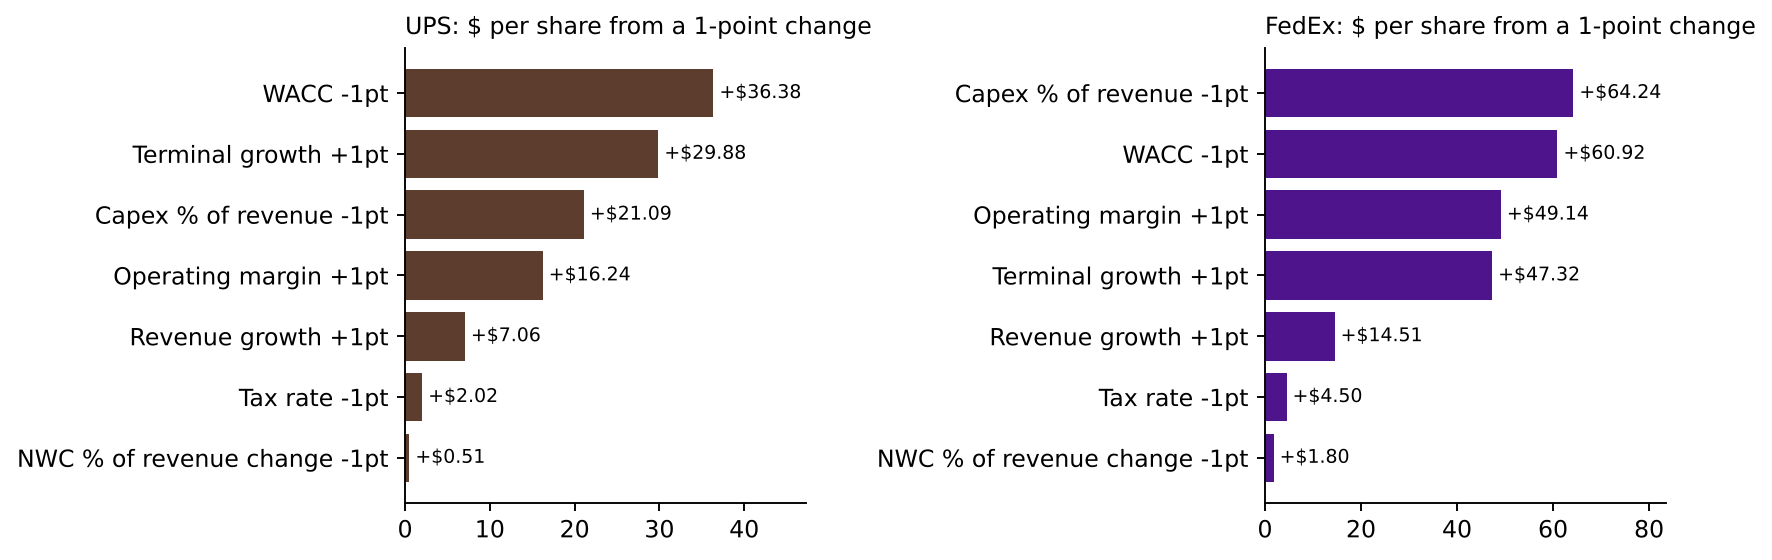 UPS: $ per share from a 1-point change
WACC -1pt
+$36.38
Terminal growth +1pt
+$29.88
Capex % of revenue -1pt
+$21.09
Operating margin +1pt
+$16.24
Revenue growth +1pt
+$7.06
Tax rate -1pt
+$2.02
NWC % of revenue change -1pt
+$0.51
0 10 20 30 40
FedEx: $ per share from a 1-point change
Capex % of revenue -1pt
+$64.24
WACC -1pt
+$60.92
Operating margin +1pt
+$49.14
Terminal growth +1pt
+$47.32
Revenue growth +1pt
+$14.51
Tax rate -1pt
+$4.50
NWC % of revenue change -1pt
+$1.80
0 20 40 60 80